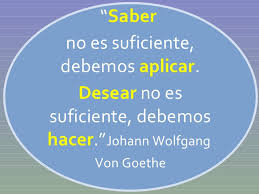 “Saber
no es suficiente,
debemos aplicar.
Desear no es
suficiente, debemos
hacer.”Johann Wolfgang
Von Goethe